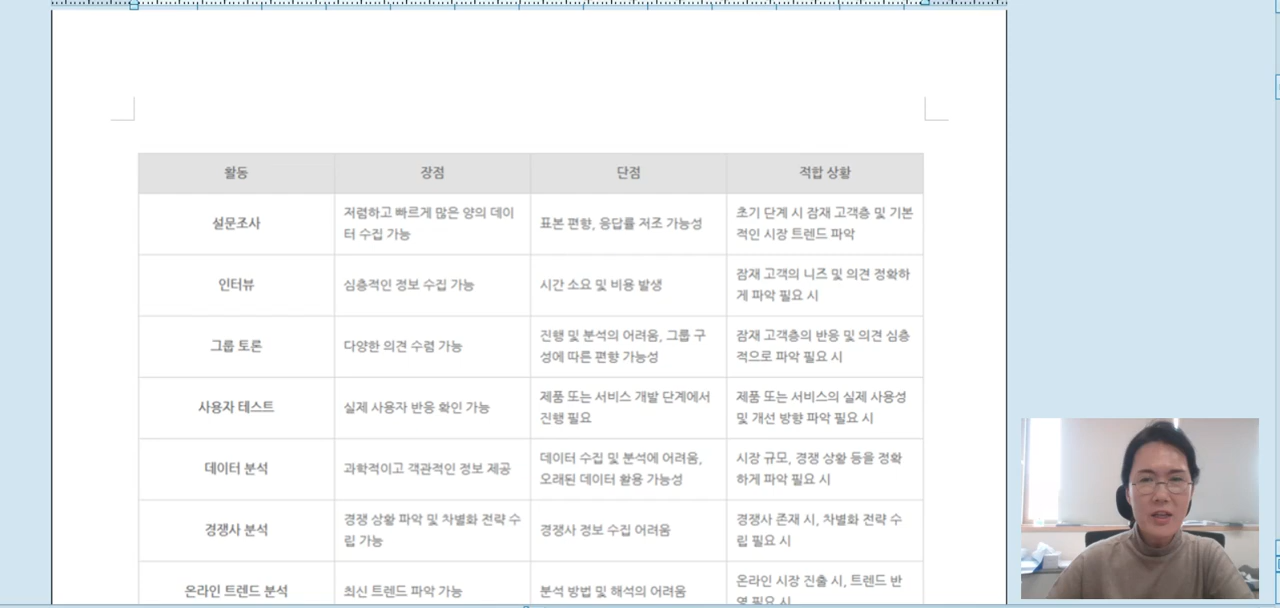 활동 장점 단점 적합 상황
설문조사
저렴하고 빠르게 많은 양의 데이
터 수집 가능
표본 편향, 응답률 저조 가능성
초기 단계 시 잠재 고객층 및 기본
적인 시장 트렌드 파악
인터뷰
심층적인 정보 수집 가능
시간 소요 및 비용 발생
잠재 고객의 니즈 및 의견 정확하
게 파악 필요 시
그룹 토론
다양한 의견 수렴 가능
진행 및 분석의 어려움, 그룹 구
성에 따른 편향 가능성
잠재 고객층의 반응 및 의견 심층
적으로 파악 필요 시
사용자 테스트
실제 사용자 반응 확인 가능
제품 또는 서비스 개발 단계에서
진행 필요
제품 또는 서비스의 실제 사용성
및 개선 방향 파악 필요 시
데이터 분석
과학적이고 객관적인 정보 제공
데이터 수집 및 분석에 어려움,
오래된 데이터 활용 가능성
시장 규모, 경쟁 상황 등을 정확
하게 파악 필요 시
경쟁사 분석
경쟁 상황 파악 및 차별화 전략 수
립 가능
경쟁사 정보 수집 어려움
경쟁사 존재 시, 차별화 전략 수
립 필요 시
온라인 트렌드 분석
최신 트렌드 파악 가능
분석 방법 및 해석의 어려움
온라인 시장 진출 시, 트렌드 반
영 필요 시